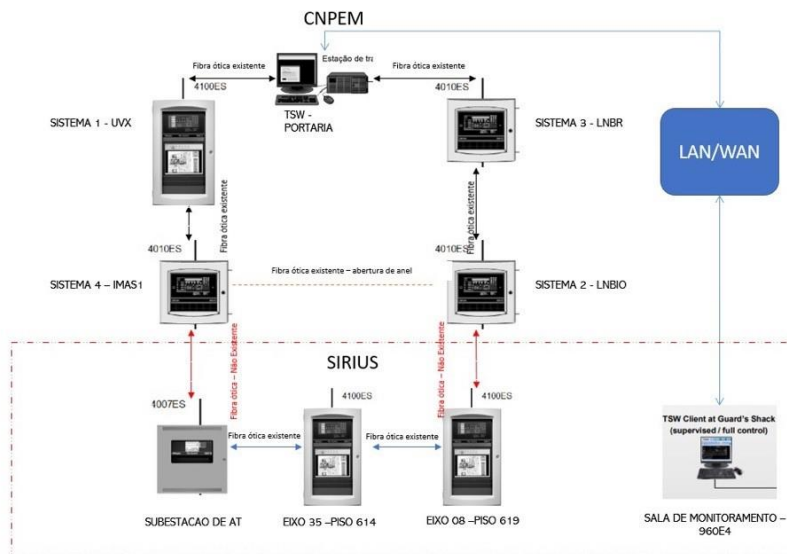 CNPEM
Fibra ótica existente
Estação de tra
Fibra ótica existente
4100ES
4010ES
TSW -
PORTARIA
SISTEMA 1 - UVX
SISTEMA 3 - LNBR
LAN/WAN
Fibra ótica existente
Fibra ótica existente
4010ES
4010ES
Fibra ótica existente – abertura de anel
SISTEMA 4 – IMAS1
SISTEMA 2 - LNBIO
Fibra ótica – Não Existente
Fibra ótica – Não Existente
SIRIUS
4007ES
4100ES
4100ES
Fibra ótica existente
Fibra ótica existente
TSW Client at Guard's Shack
(supervised / full control)
SUBESTACAO DE AT
EIXO 35 –PISO 614
EIXO 08 –PISO 619
SALA DE MONITORAMENTO –
960E4